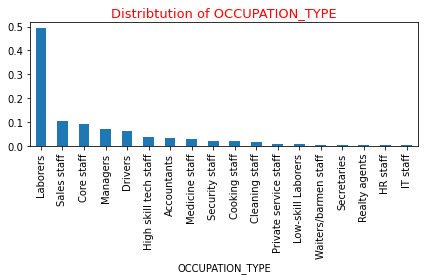 Distribtution of OCCUPATION_TYPE
0.5
0.4
0.3
0.2
0.1
0.0
Laborers
Sales staff
Core staff
Managers
Drivers
High skill tech staff
Accountants
Medicine staff
Security staff
Cooking staff
Cleaning staff
Private service staff
Low-skill Laborers
Waiters/barmen staff
Secretaries
Realty agents
HR staff
IT staff
OCCUPATION_TYPE